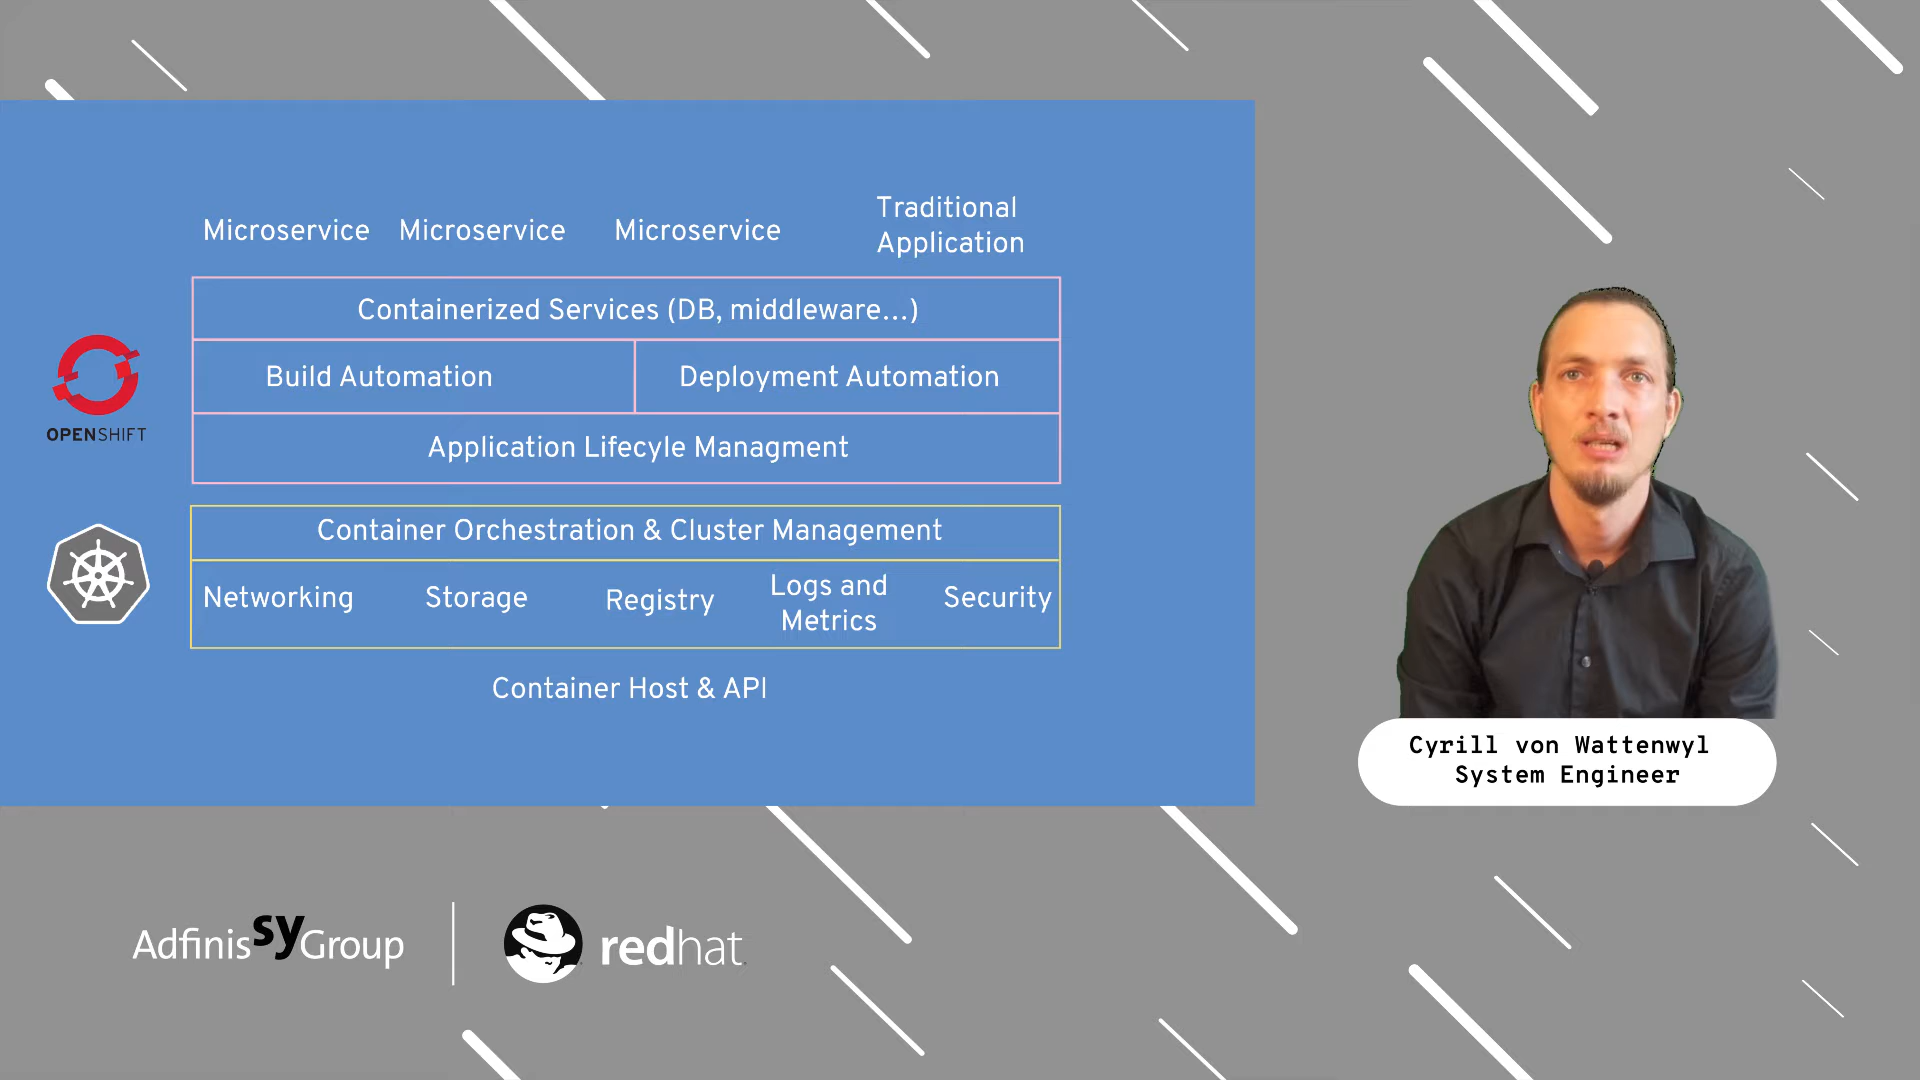 Microservice Microservice Microservice Traditional
Application
Containerized Services (DB, middleware...)
Build Automation Deployment Automation
Application Lifecyle Managment
OPENSHIFT
Container Orchestration & Cluster Management
Networking Storage Registry Logs and
Metrics Security
Container Host & API
Cyrill von Wattenwyl
System Engineer
AdfinissyGroup
redhat.